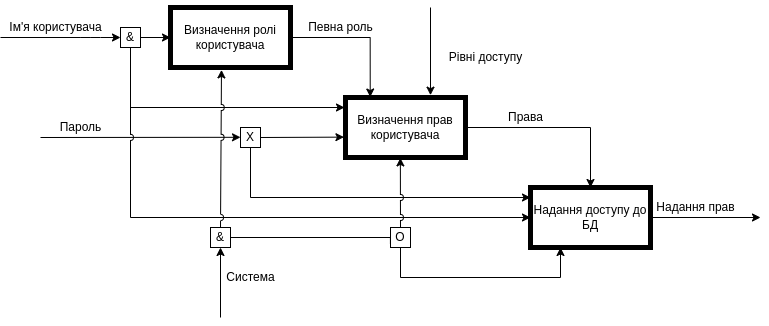 Ім'я користувача
&
Визначення ролі
користувача
Певна роль
Рівні доступу
Пароль
X
Визначення прав
користувача
Права
Надання доступу до
БД
Надання прав
&
O
Система